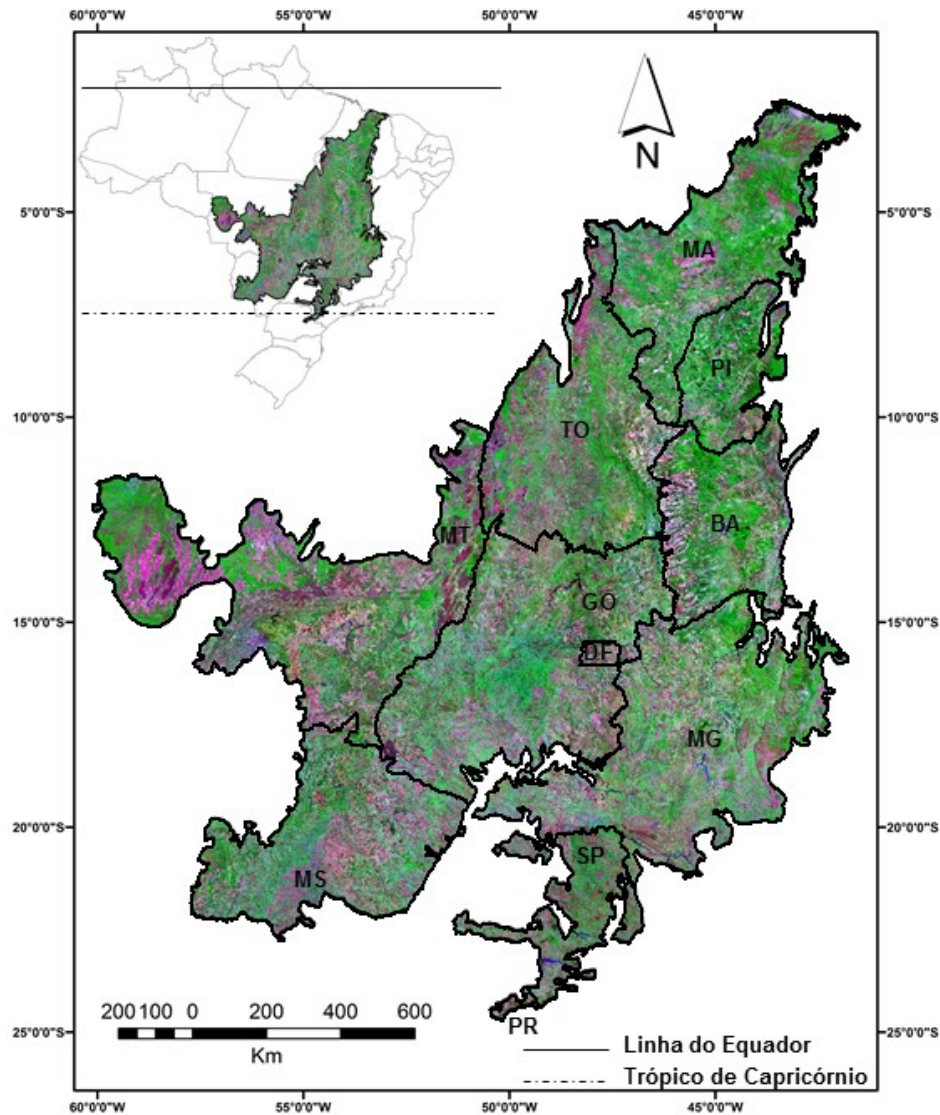 60°0'0"W 55°0'0"W 50°0'0"W 45°0'0"W
N
5°0'0"S 5°0'0"S
MA
PI
10°0'0"S 10°0'0"S
TO
BA
MT
GO
15°0'0"S 15°0'0"S
DF
MG
20°0'0"S 20°0'0"S
SP
MS
200 100 0 200 400 600
Km
25°0'0"S 25°0'0"S
PR
Linha do Equador
Trópico de Capricórnio
60°0'0"W 55°0'0"W 50°0'0"W 45°0'0"W